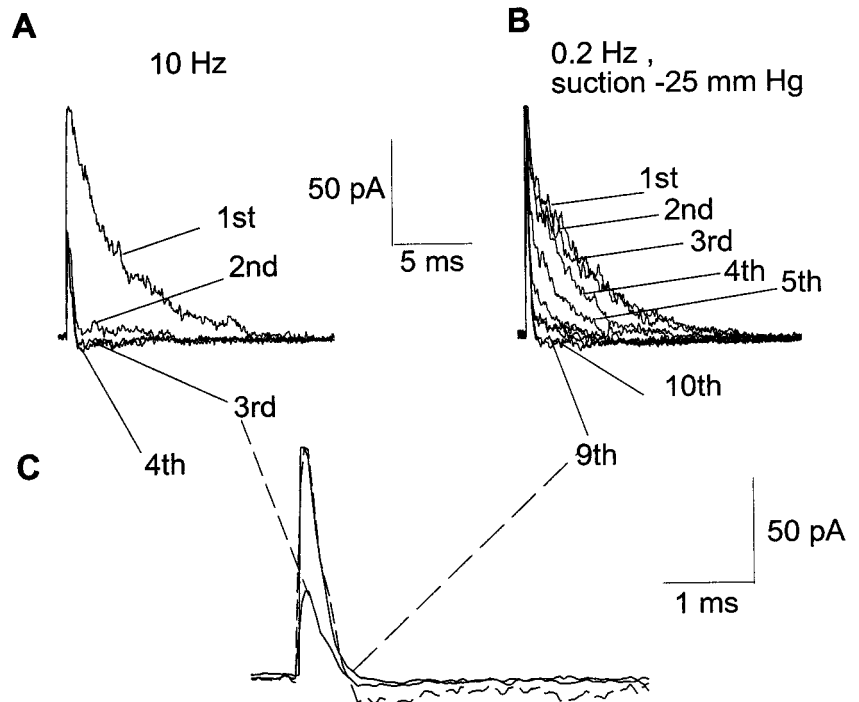 A
10 Hz
B
0.2 Hz ,
suction -25 mm Hg
50 pA
5 ms
1st
2nd
1st
2nd
3rd
4th
5th
10th
3rd
4th
9th
C
50 pA
1 ms